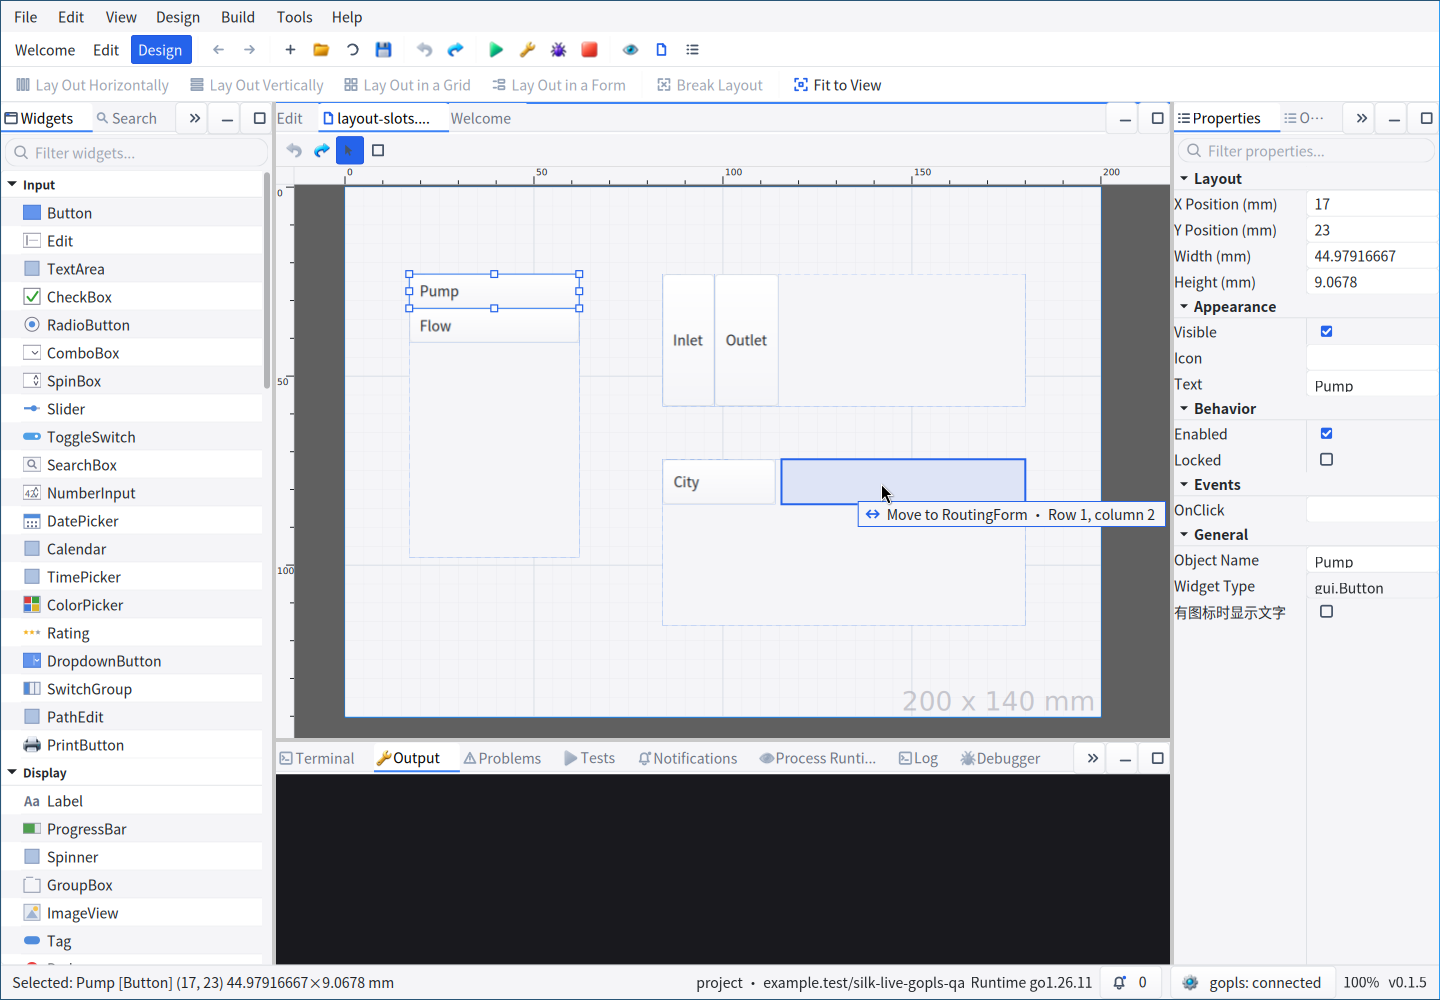 File Edit View Design Build Tools Help
Welcome Edit Design
Lay Out Horizontally Lay Out Vertically Lay Out in a Grid Lay Out in a Form Break Layout Fit to View
Widgets Search
Filter widgets...
Input
Button
Edit
TextArea
CheckBox
RadioButton
ComboBox
SpinBox
Slider
ToggleSwitch
SearchBox
NumberInput
DatePicker
Calendar
TimePicker
ColorPicker
Rating
DropdownButton
SwitchGroup
PathEdit
PrintButton
Display
Label
ProgressBar
Spinner
GroupBox
ImageView
Tag
Edit layout-slots.... Welcome
0 50 100 150 200
0
50
100
Pump
Flow
Inlet Outlet
City
Move to RoutingForm • Row 1, column 2
200 x 140 mm
Terminal Output Problems Tests Notifications Process Runti... Log Debugger
Properties O...
Filter properties...
Layout
X Position (mm) 17
Y Position (mm) 23
Width (mm) 44.97916667
Height (mm) 9.0678
Appearance
Visible
Icon
Text Pump
Behavior
Enabled
Locked
Events
OnClick
General
Object Name Pump
Widget Type gui.Button
有图标时显示文字
Selected: Pump [Button] (17, 23) 44.97916667×9.0678 mm project • example.test/silk-live-gopls-qa Runtime go1.26.11 0 gopls: connected 100% v0.1.5